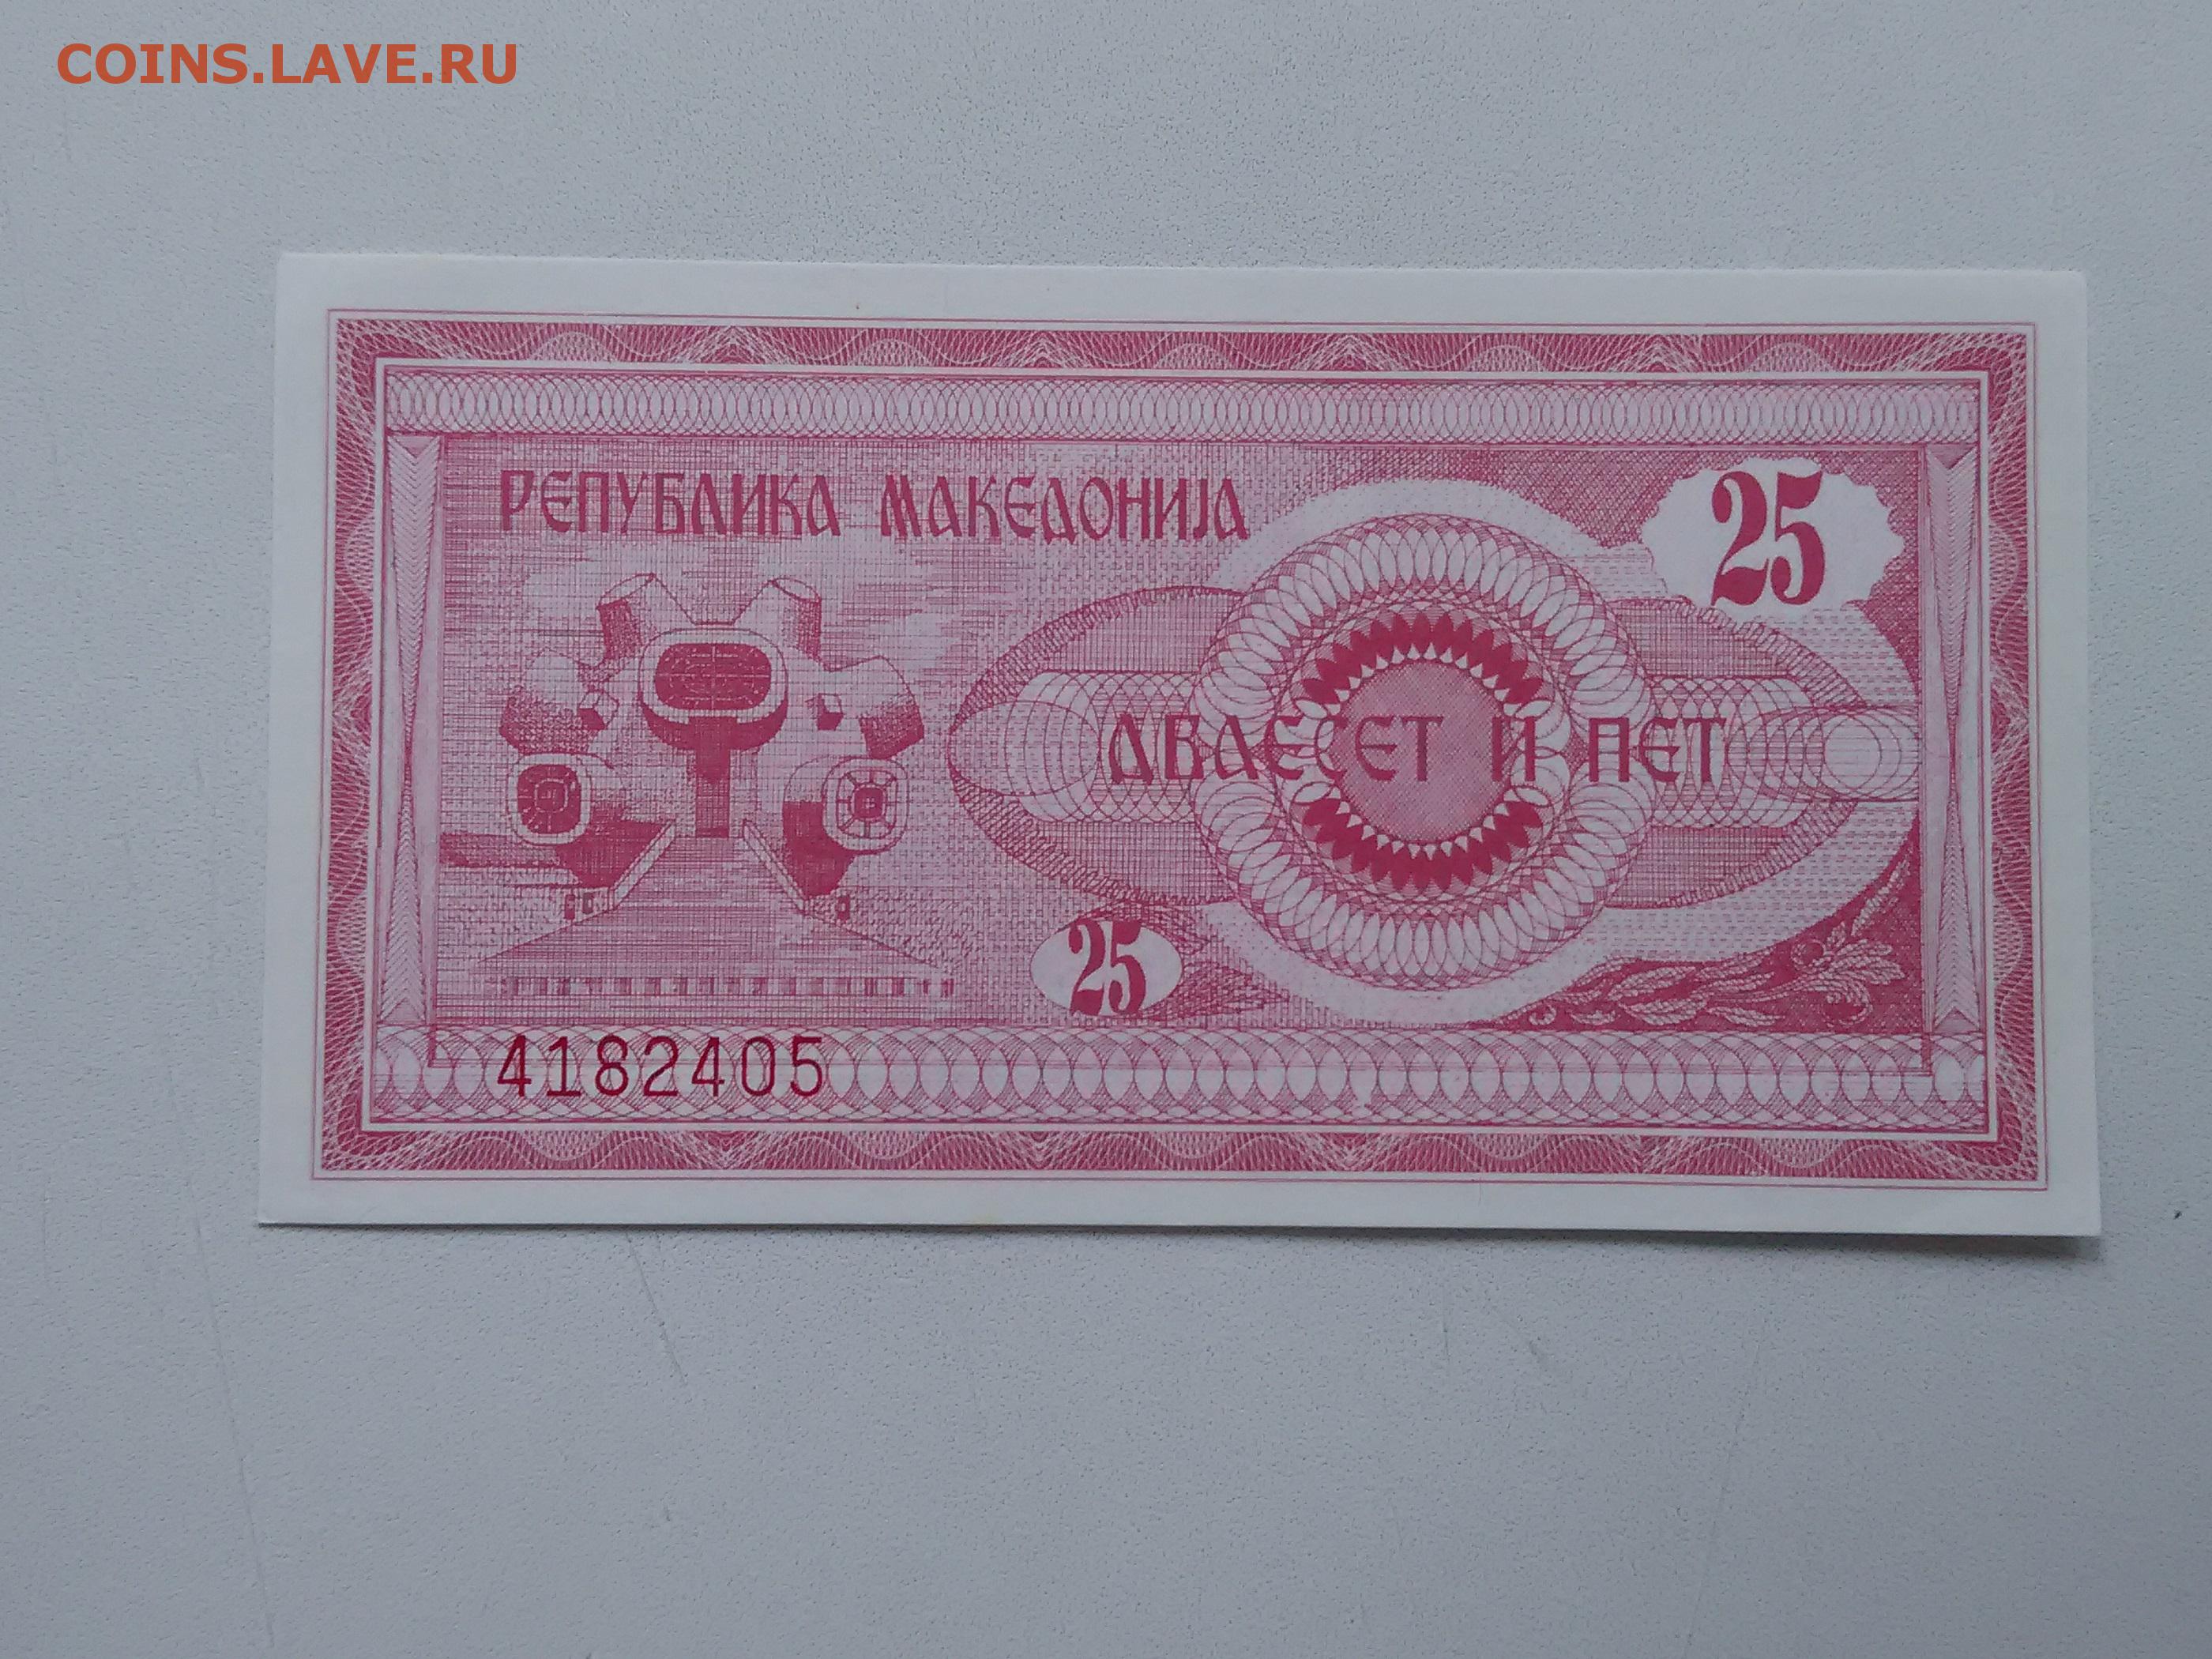 COINS.LAVE.RU
РЕПУБЛИКА МАКЕДОНИЈА
25
ДВАЕСЕТ И ПЕТ
25
4182405